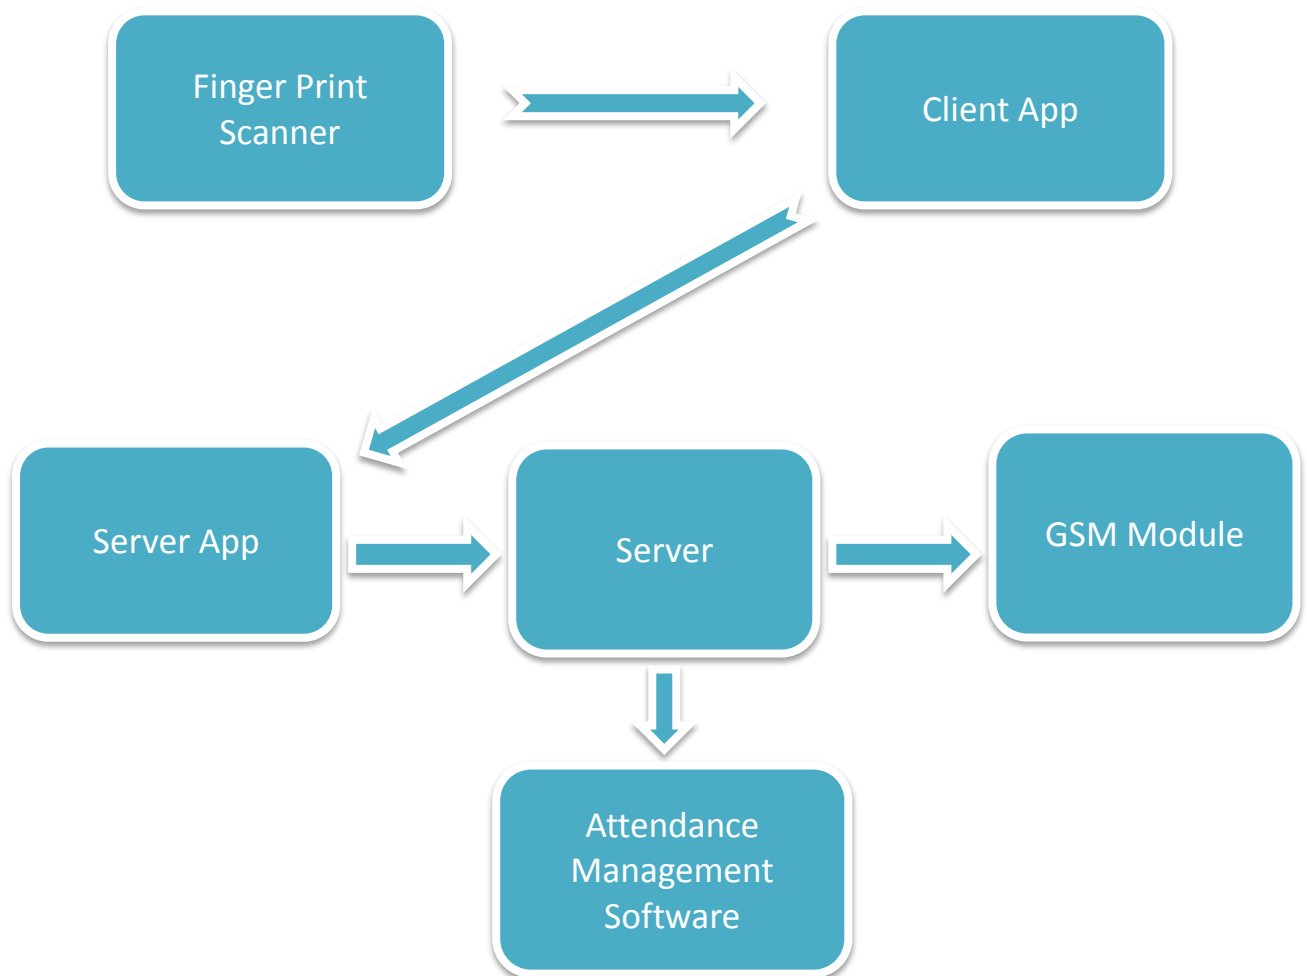 Finger Print
Scanner
Client App
Server App
Server
GSM Module
Attendance
Management
Software